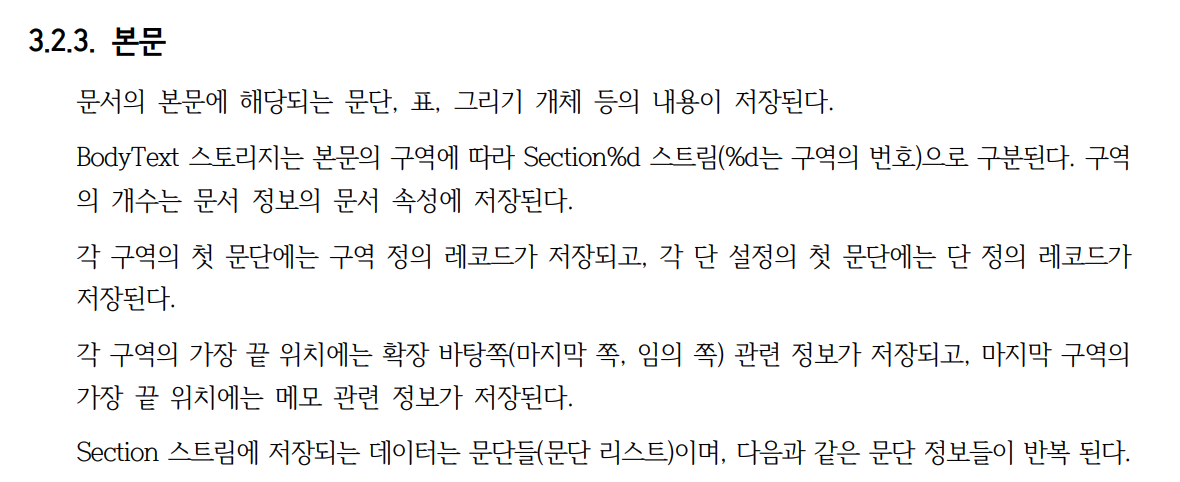 3.2.3. 본문
문서의 본문에 해당되는 문단, 표, 그리기 개체 등의 내용이 저장된다.
BodyText 스토리지는 본문의 구역에 따라 Section%d 스트림(%d는 구역의 번호)으로 구분된다. 구역
의 개수는 문서 정보의 문서 속성에 저장된다.
각 구역의 첫 문단에는 구역 정의 레코드가 저장되고, 각 단 설정의 첫 문단에는 단 정의 레코드가
저장된다.
각 구역의 가장 끝 위치에는 확장 바탕쪽(마지막 쪽, 임의 쪽) 관련 정보가 저장되고, 마지막 구역의
가장 끝 위치에는 메모 관련 정보가 저장된다.
Section 스트림에 저장되는 데이터는 문단들(문단 리스트)이며, 다음과 같은 문단 정보들이 반복 된다.